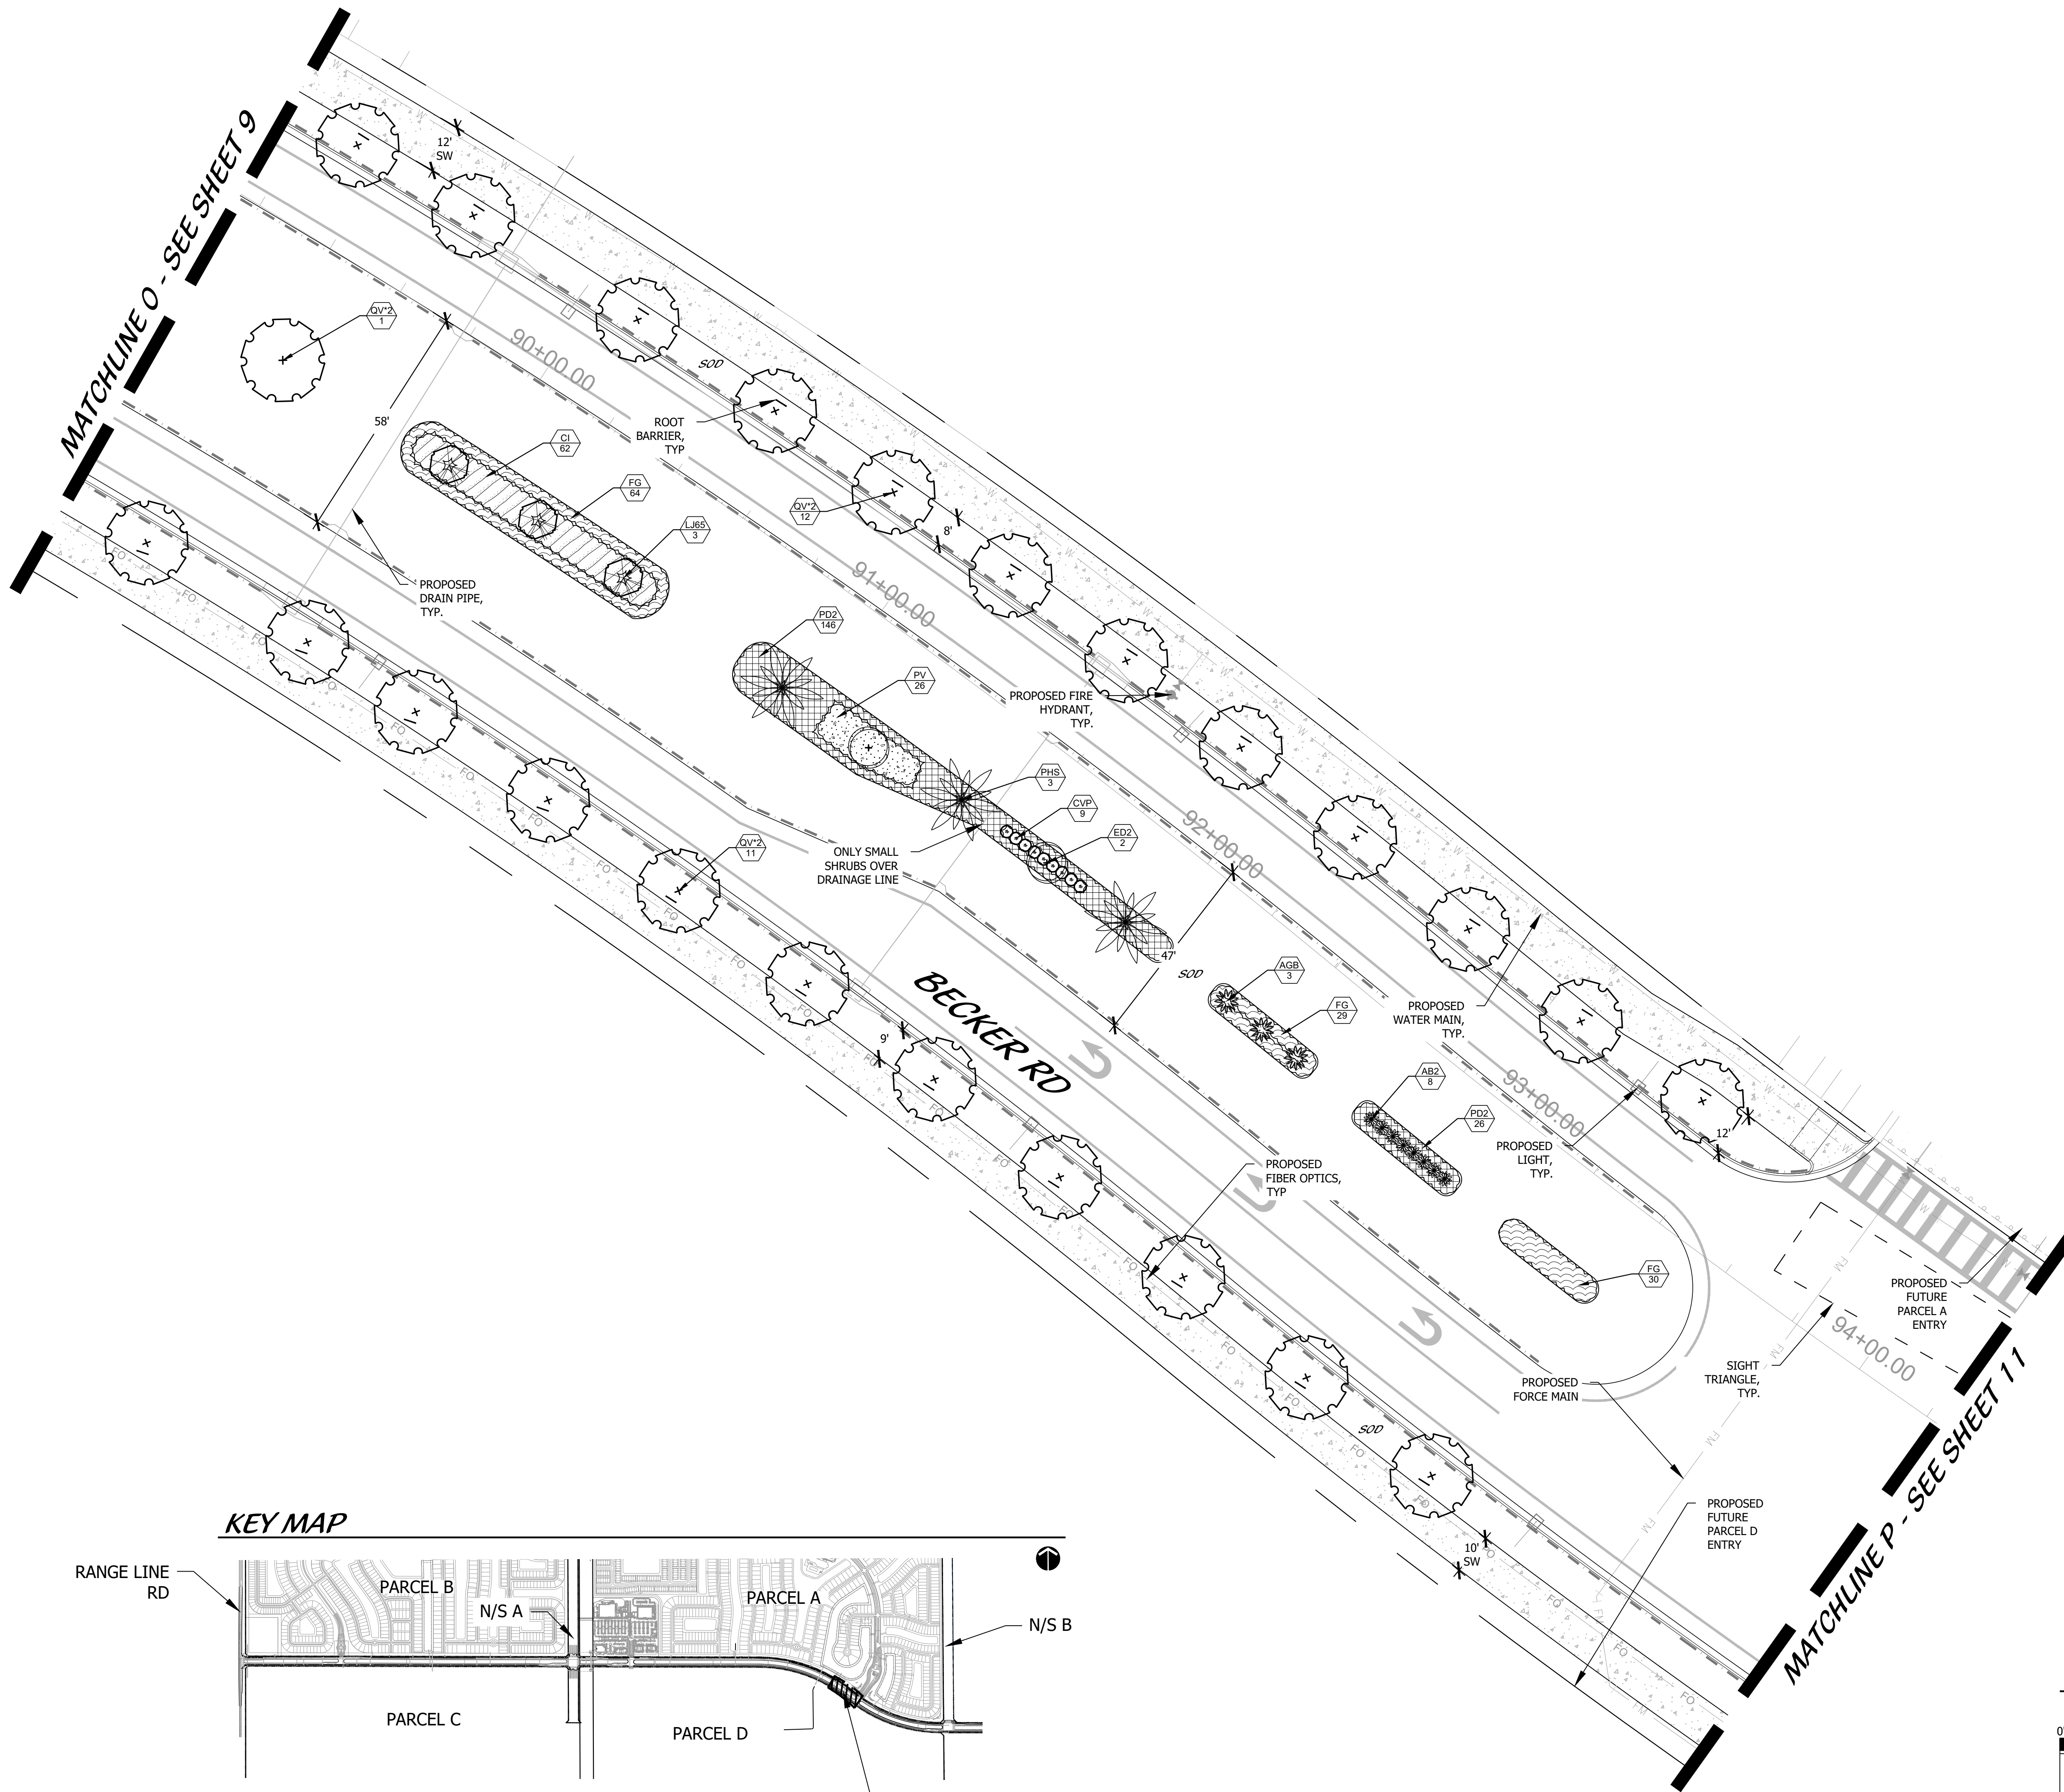 MATCHLINE O - SEE SHEET 9
12'
SW
QV*2
1
90+00.00
SOD
58'
ROOT
BARRIER,
TYP
CI
62
FG
64
LJ65
3
QV*2
12
8'
PROPOSED
DRAIN PIPE,
TYP.
91+00.00
PD2
146
PV
26
PROPOSED FIRE
HYDRANT,
TYP.
PHS
3
CVP
9
ED2
2
92+00.00
ONLY SMALL
SHRUBS OVER
DRAINAGE LINE
QV*2
11
47'
SOD
AGB
3
FG
29
PROPOSED
WATER MAIN,
TYP.
BECKER RD
9'
AB2
8
PD2
26
93+00.00
PROPOSED
LIGHT,
TYP.
12'
PROPOSED
FIBER OPTICS,
TYP
FG
30
PROPOSED
FUTURE
PARCEL A
ENTRY
94+00.00
SIGHT
TRIANGLE,
TYP.
PROPOSED
FORCE MAIN
SOD
MATCHLINE P - SEE SHEET 11
PROPOSED
FUTURE
PARCEL D
ENTRY
10'
SW
W
FO
FM
KEY MAP
RANGE LINE
RD
PARCEL B
N/S A
PARCEL A
N/S B
PARCEL C
PARCEL D